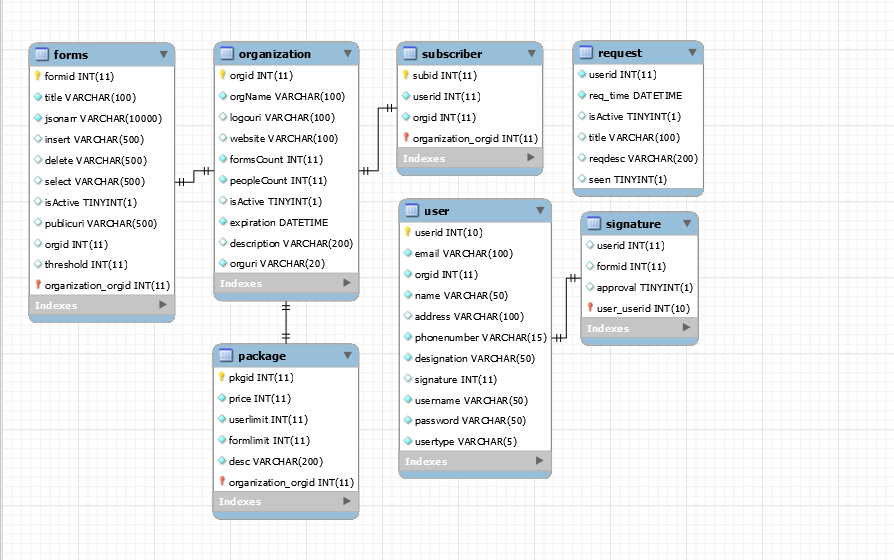 forms
formid INT(11)
title VARCHAR(100)
jsonarr VARCHAR(10000)
insert VARCHAR(500)
delete VARCHAR(500)
select VARCHAR(500)
isActive TINYINT(1)
publicuri VARCHAR(500)
orgid INT(11)
threshold INT(11)
organization_orgid INT(11)
Indexes
organization
orgid INT(11)
orgName VARCHAR(100)
logouri VARCHAR(100)
website VARCHAR(100)
formsCount INT(11)
peopleCount INT(11)
isActive TINYINT(1)
expiration DATETIME
description VARCHAR(200)
orguri VARCHAR(20)
Indexes
package
pkgid INT(11)
price INT(11)
userlimit INT(11)
formlimit INT(11)
desc VARCHAR(200)
organization_orgid INT(11)
Indexes
subscriber
subid INT(11)
userid INT(11)
orgid INT(11)
organization_orgid INT(11)
Indexes
user
userid INT(10)
email VARCHAR(100)
orgid INT(11)
name VARCHAR(50)
address VARCHAR(100)
phonenumber VARCHAR(15)
designation VARCHAR(50)
signature INT(11)
username VARCHAR(50)
password VARCHAR(50)
usertype VARCHAR(5)
Indexes
request
userid INT(11)
req_time DATETIME
isActive TINYINT(1)
title VARCHAR(100)
reqdesc VARCHAR(200)
seen TINYINT(1)
signature
userid INT(11)
formid INT(11)
approval TINYINT(1)
user_userid INT(10)
Indexes